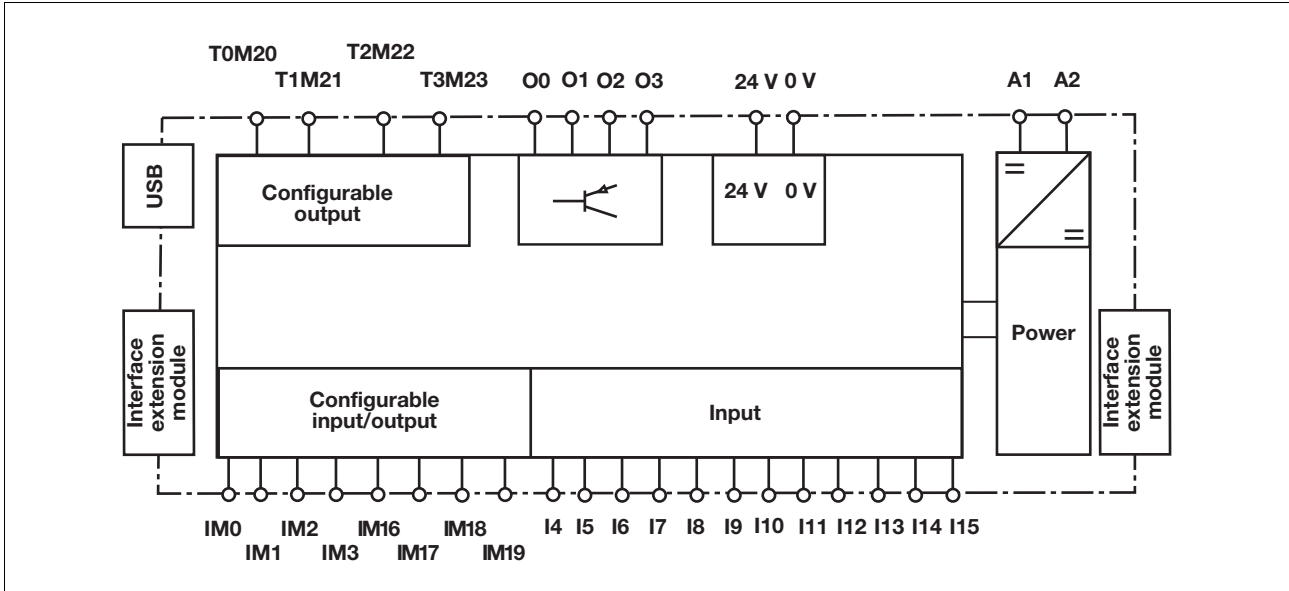 T0M20
T1M21
T2M22
T3M23
O0 O1 O2 O3
24 V 0 V
A1 A2
USB
Configurable
output
24 V 0 V
=
=
Interface
extension
module
Power
Interface
extension
module
Configurable
input/output
Input
IM0
IM1
IM2
IM3
IM16
IM17
IM18
IM19
I4 I5 I6 I7 I8 I9 I10 I11 I12 I13 I14 I15